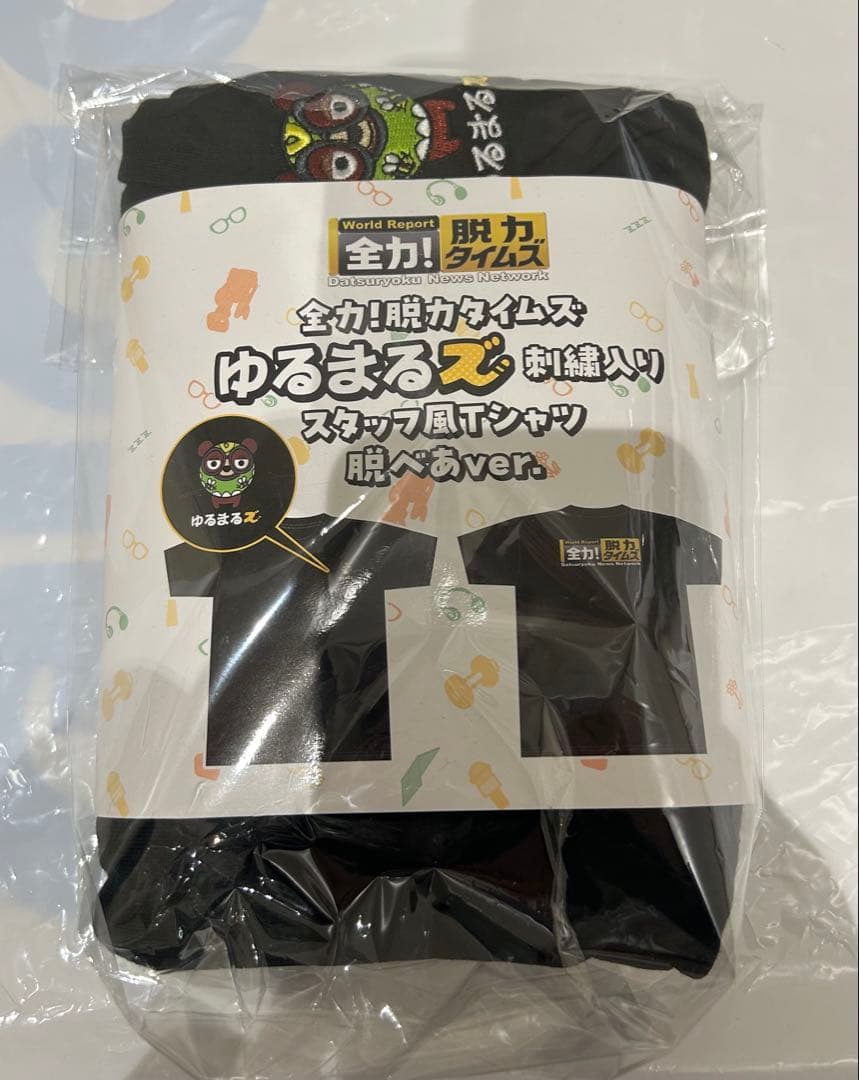 るまる
World Report
全力!脱力タイムズ
Datsuryoku News Network
全力!脱力タイムズ
ゆるまるズ 刺繍入り
スタッフ風Tシャツ
脱べあver.
ゆるまるズ
World Report
全力!脱力タイムズ
Datsuryoku News Network